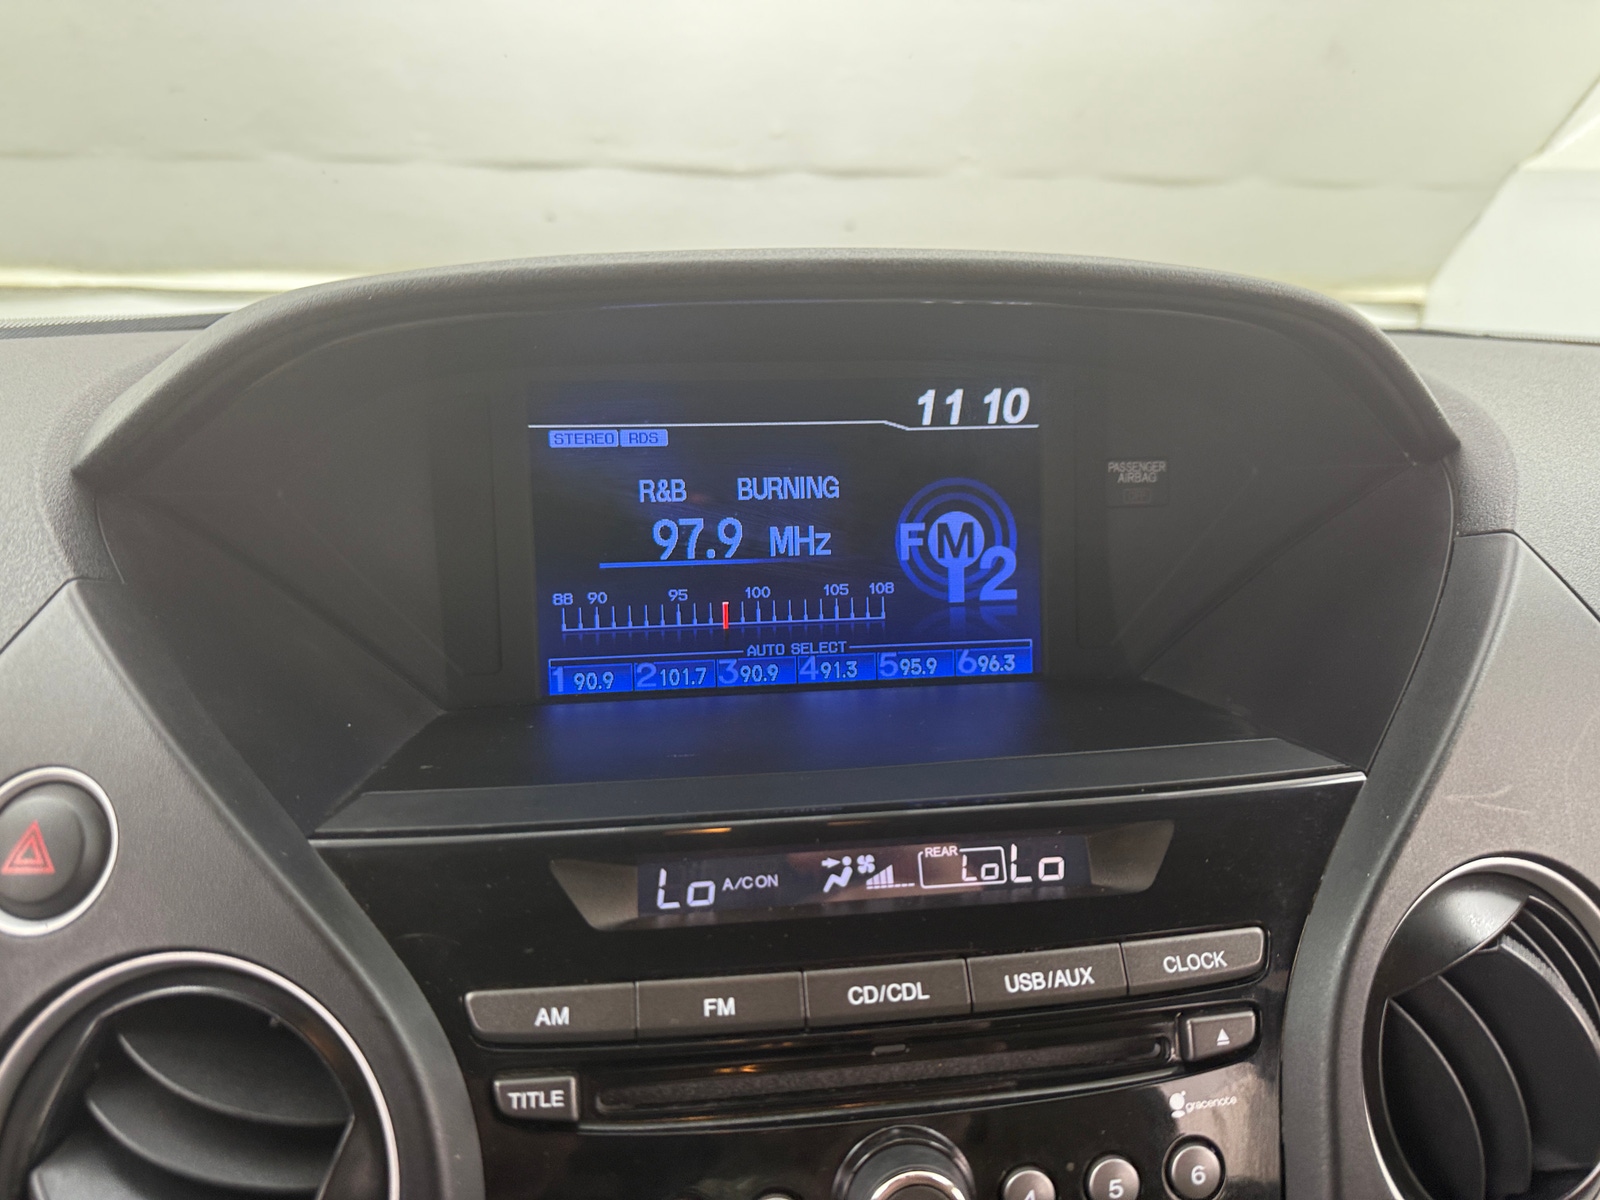 11 10
STEREO RDS
R&B BURNING
97.9 MHz
FM2
88 90 95 100 105 108
AUTO SELECT
1 90.9 2 101.7 3 90.9 4 91.3 5 95.9 6 96.3
PASSENGER
AIRBAG
Lo A/C ON REAR Lo Lo
AM FM CD/CDL USB/AUX CLOCK
TITLE
gracenote
4 5 6